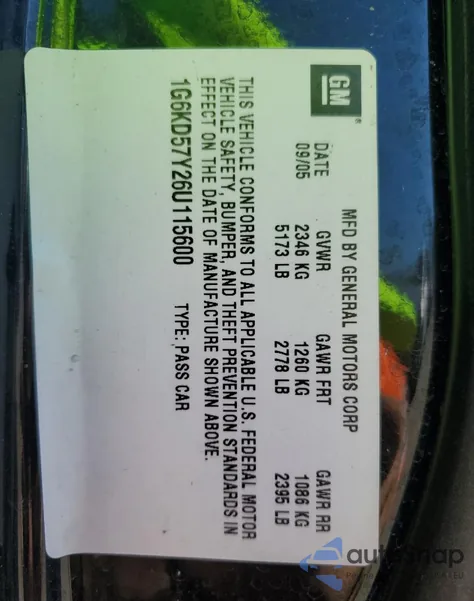 GM
MFD BY GENERAL MOTORS CORP
DATE GVWR GAWR FRT GAWR RR
09/05 2346 KG 1260 KG 1086 KG
5173 LB 2778 LB 2395 LB
THIS VEHICLE CONFORMS TO ALL APPLICABLE U.S. FEDERAL MOTOR
VEHICLE SAFETY, BUMPER, AND THEFT PREVENTION STANDARDS IN
EFFECT ON THE DATE OF MANUFACTURE SHOWN ABOVE.
1G6KD57Y26U115600 TYPE: PASS CAR
autosnap